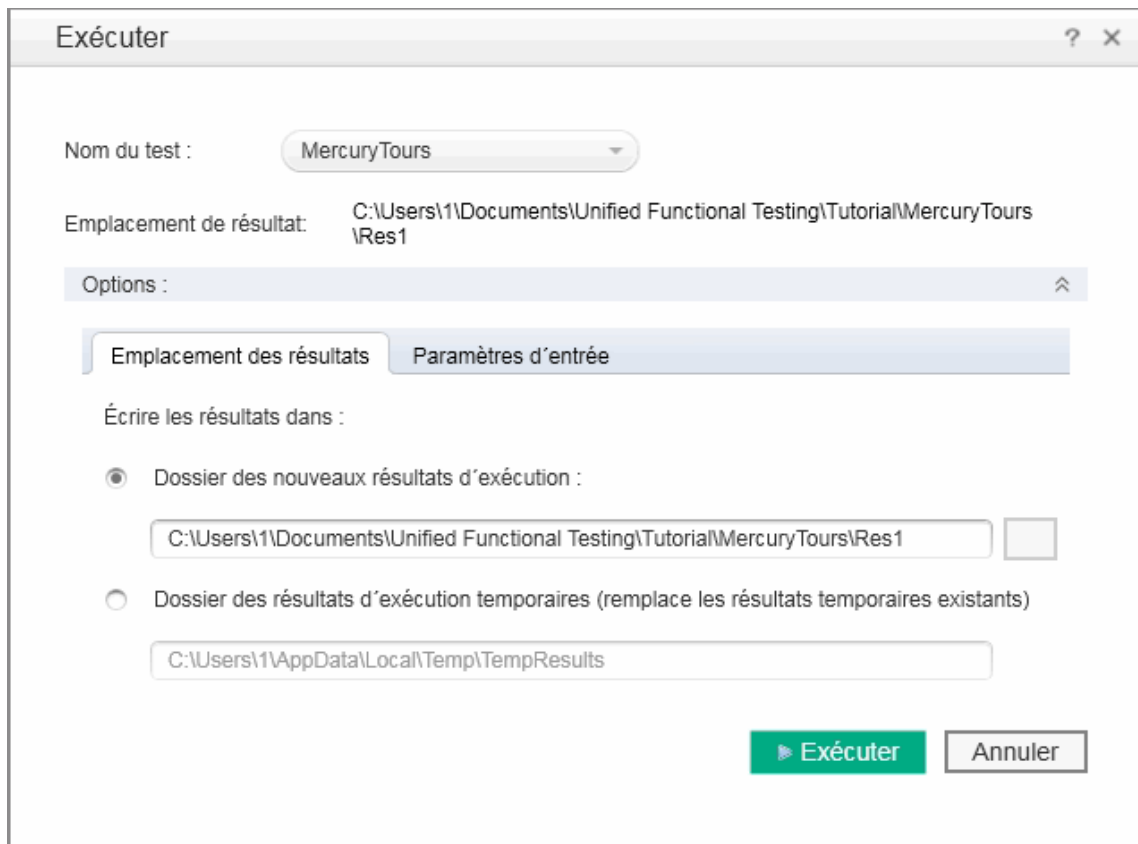 Exécuter
?
Nom du test :
MercuryTours
Emplacement de résultat:
C:\Users\1\Documents\Unified Functional Testing\Tutorial\MercuryTours
\Res1
Options :
Emplacement des résultats
Paramètres d´entrée
Écrire les résultats dans :
Dossier des nouveaux résultats d´exécution :
C:\Users\1\Documents\Unified Functional Testing\Tutorial\MercuryTours\Res1
Dossier des résultats d´exécution temporaires (remplace les résultats temporaires existants)
C:\Users\1\AppData\Local\Temp\TempResults
Exécuter
Annuler